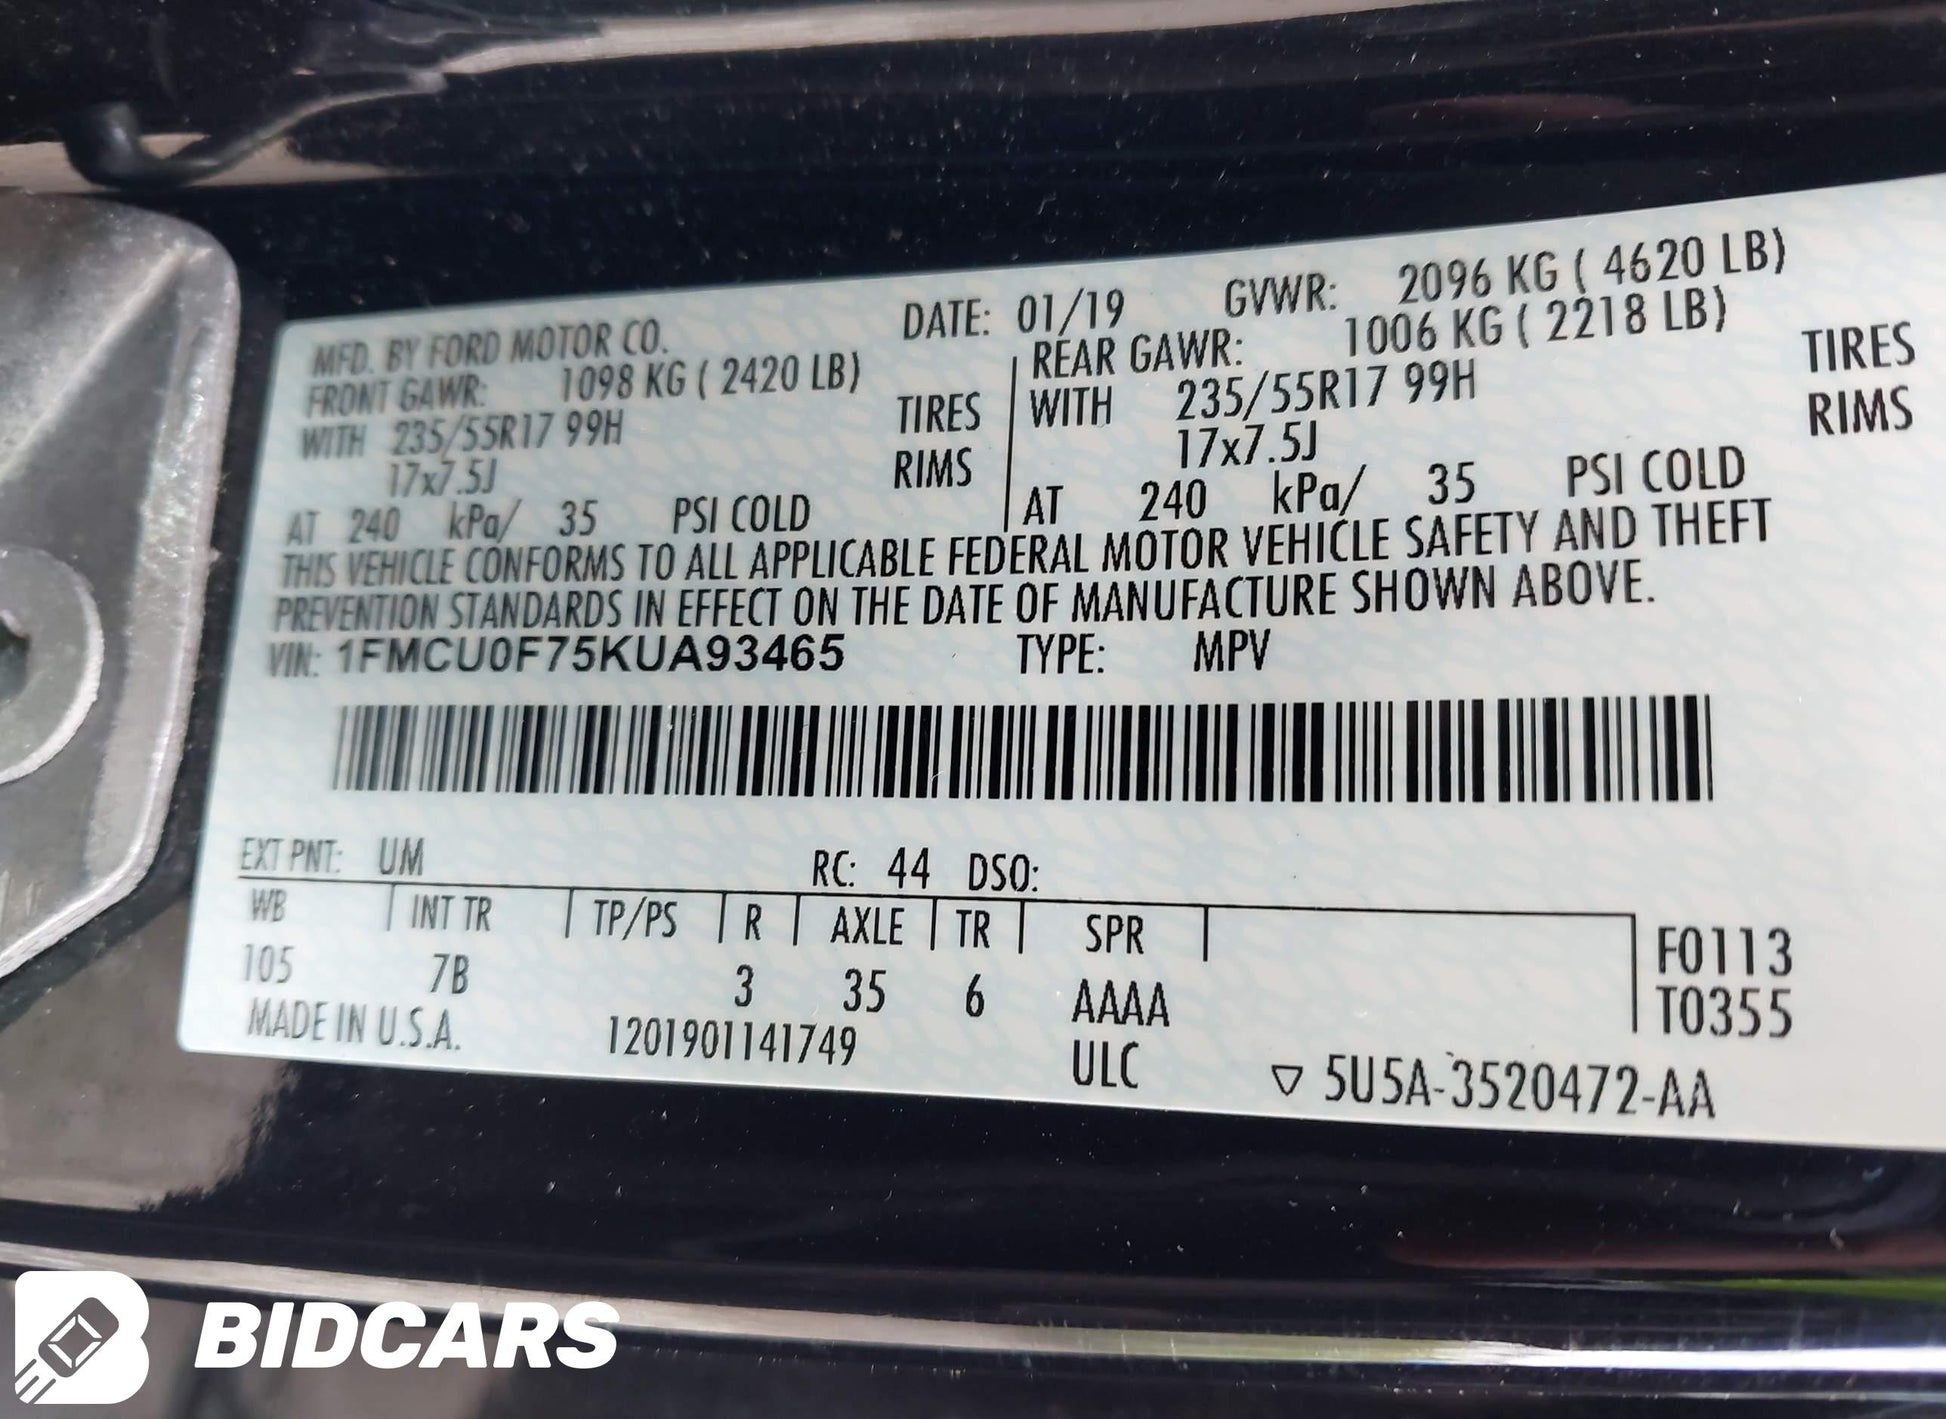 MFD. BY FORD MOTOR CO. DATE: 01/19 GVWR: 2096 KG ( 4620 LB)
FRONT GAWR: 1098 KG ( 2420 LB) REAR GAWR: 1006 KG ( 2218 LB)
WITH 235/55R17 99H TIRES WITH 235/55R17 99H TIRES
17x7.5J RIMS 17x7.5J RIMS
AT 240 kPa/ 35 PSI COLD AT 240 kPa/ 35 PSI COLD
THIS VEHICLE CONFORMS TO ALL APPLICABLE FEDERAL MOTOR VEHICLE SAFETY AND THEFT
PREVENTION STANDARDS IN EFFECT ON THE DATE OF MANUFACTURE SHOWN ABOVE.
VIN: 1FMCU0F75KUA93465 TYPE: MPV
EXT PNT: UM RC: 44 DSO:
WB INT TR TP/PS R AXLE TR SPR F0113
105 7B 3 35 6 AAAA T0355
MADE IN U.S.A. 1201901141749 ULC ▽ 5U5A-3520472-AA
BIDCARS